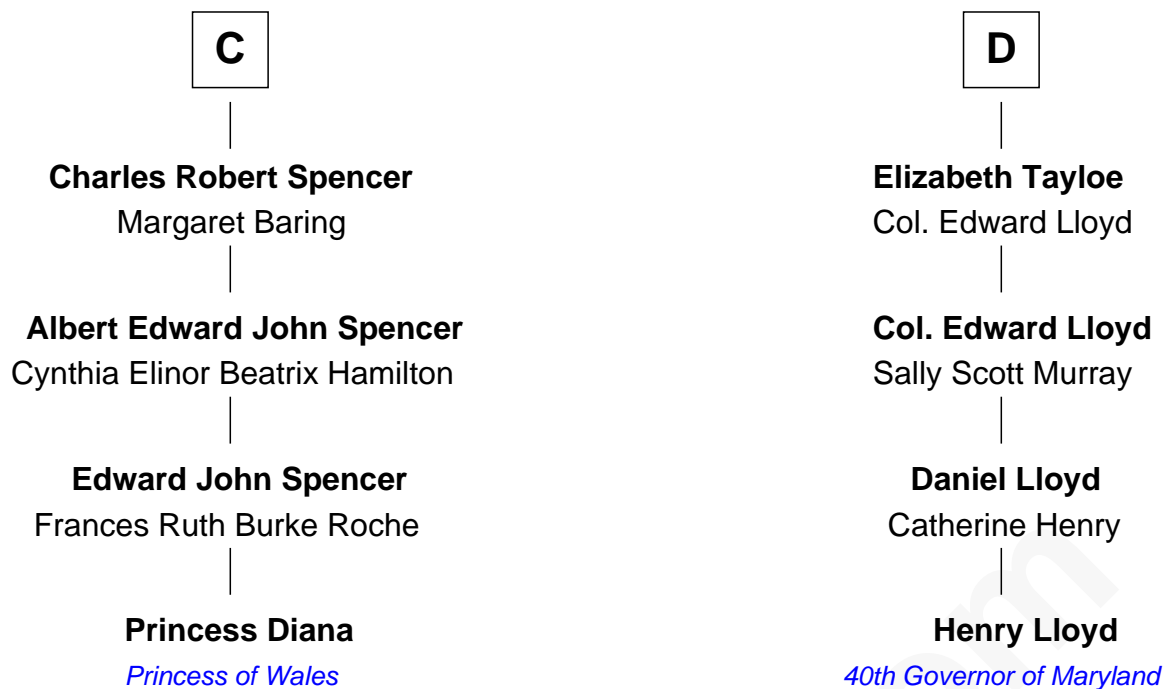 C
Charles Robert Spencer
Margaret Baring
Albert Edward John Spencer
Cynthia Elinor Beatrix Hamilton
Edward John Spencer
Frances Ruth Burke Roche
Princess Diana
Princess of Wales
D
Elizabeth Tayloe
Col. Edward Lloyd
Col. Edward Lloyd
Sally Scott Murray
Daniel Lloyd
Catherine Henry
Henry Lloyd
40th Governor of Maryland